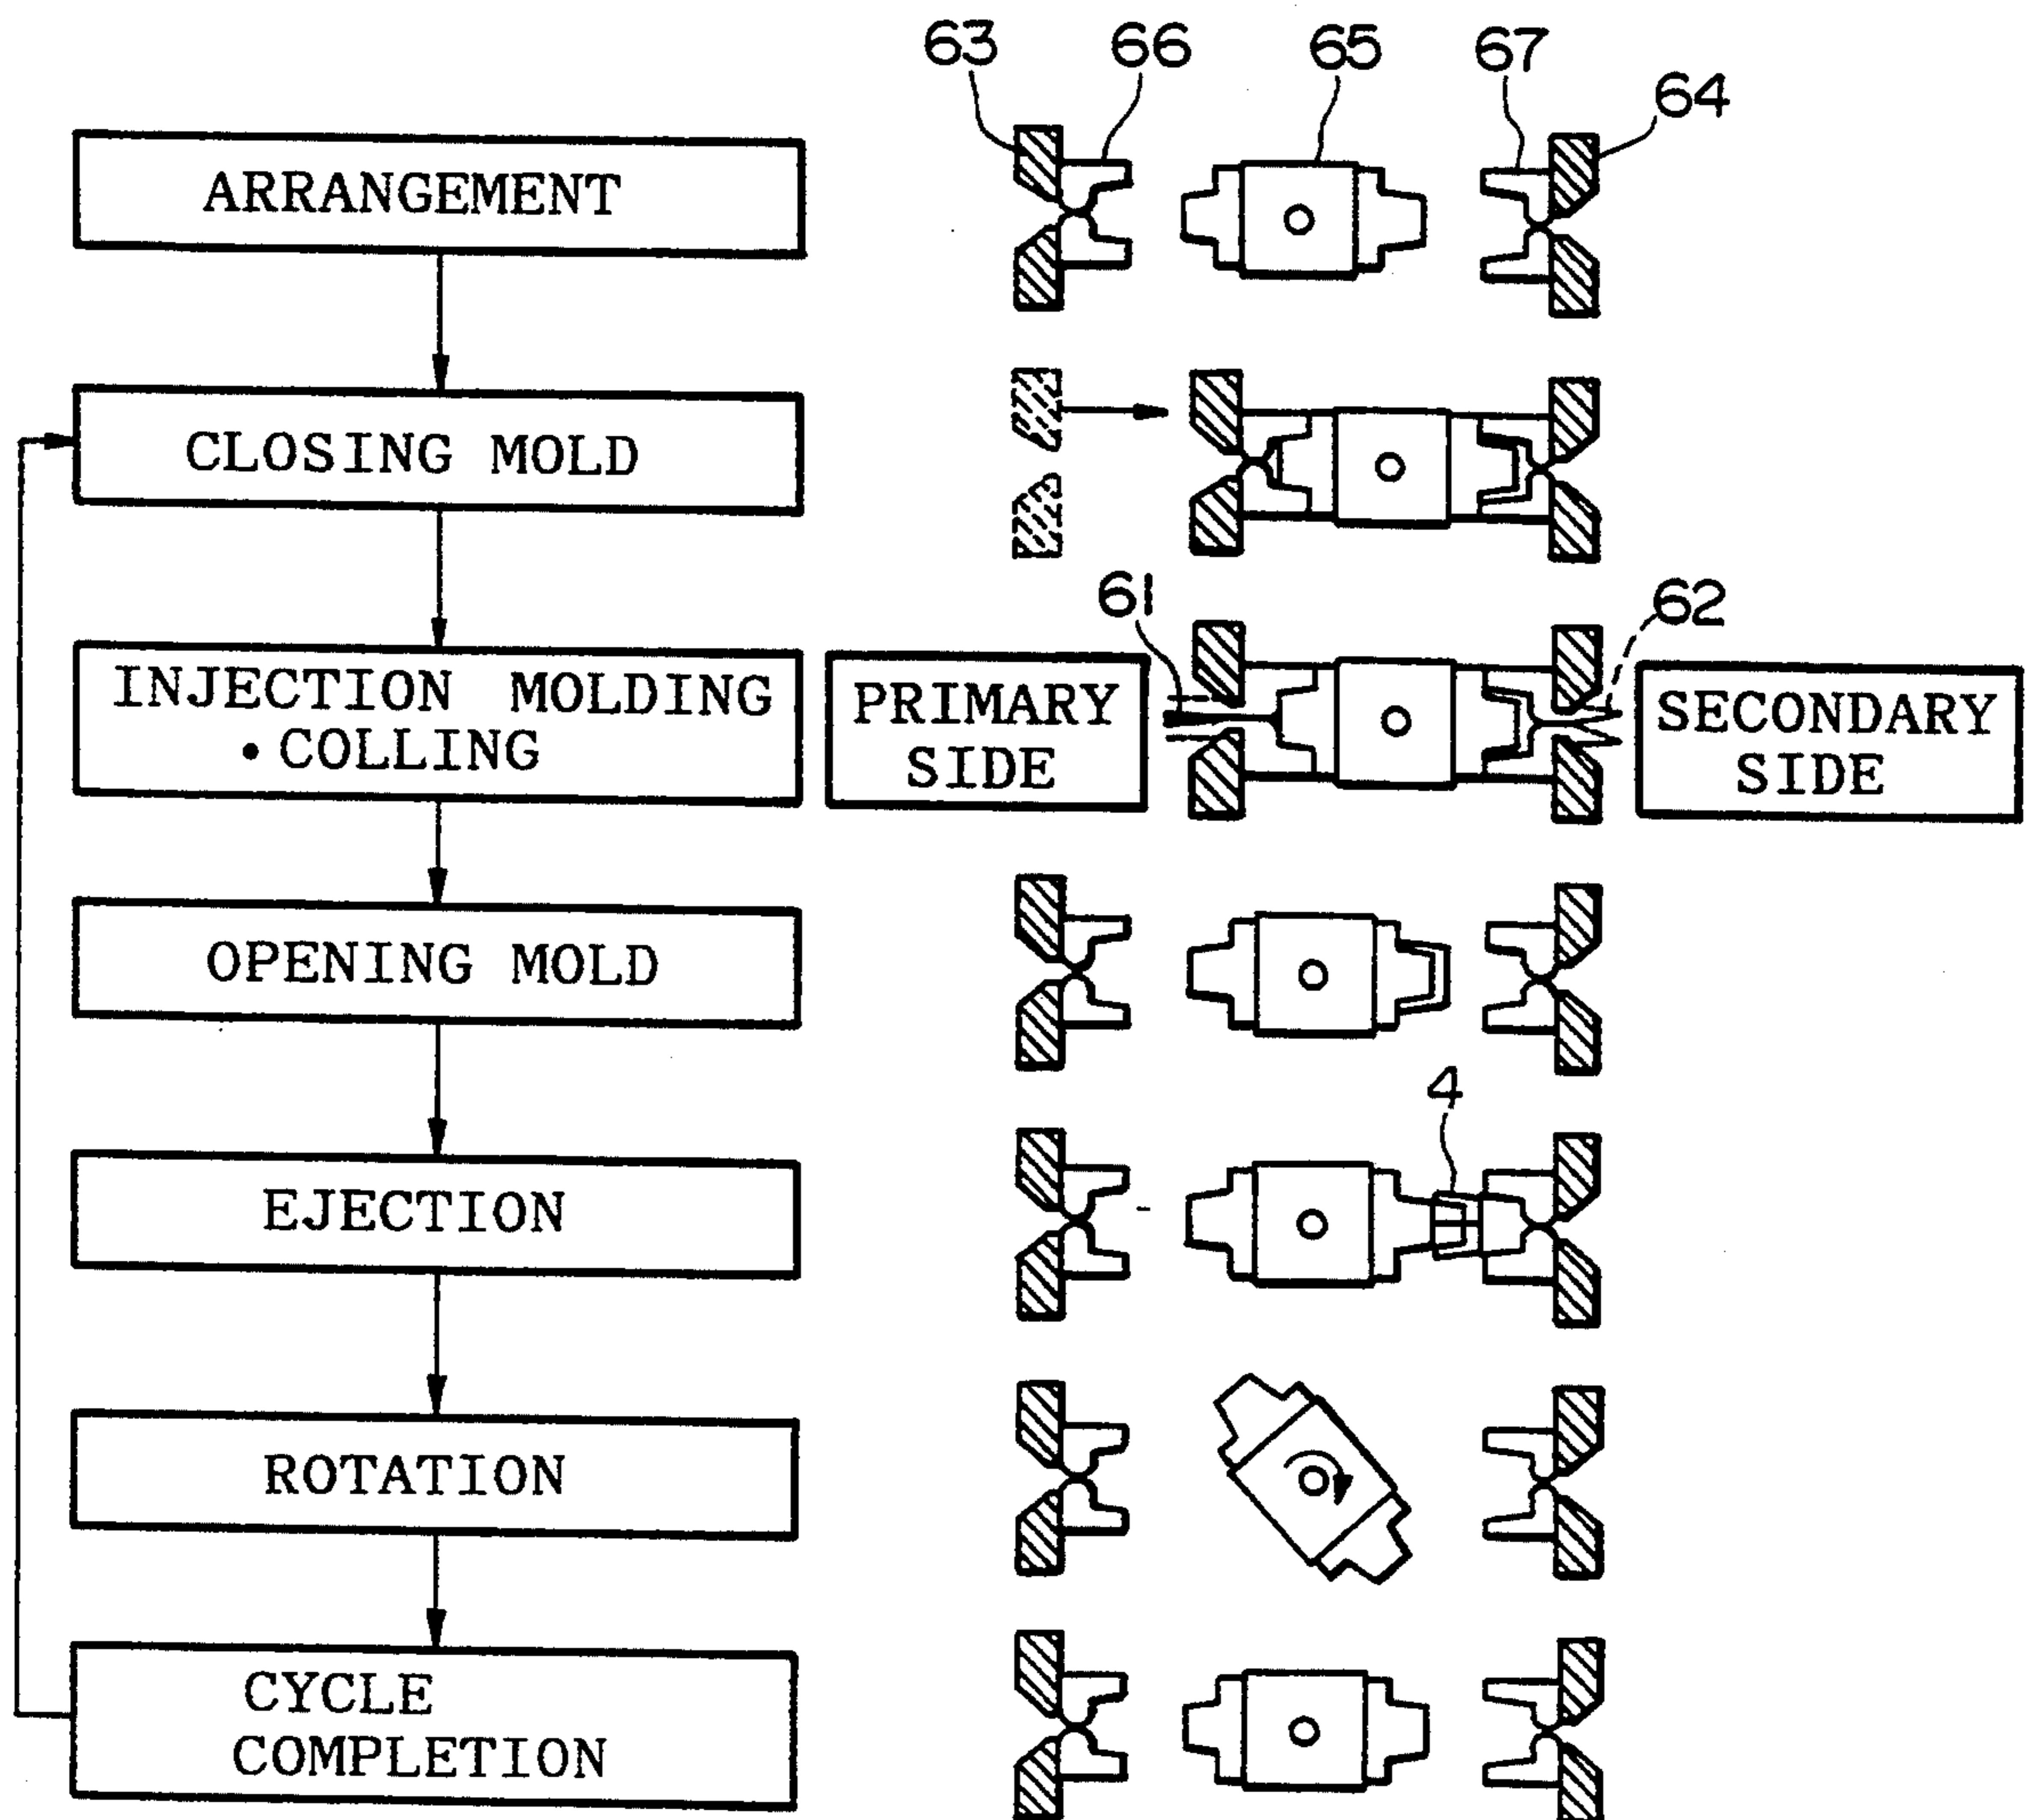 63 66 65 67 64
ARRANGEMENT
CLOSING MOLD
61 62
INJECTION MOLDING
• COLLING
PRIMARY
SIDE
SECONDARY
SIDE
OPENING MOLD
4
EJECTION
ROTATION
CYCLE
COMPLETION